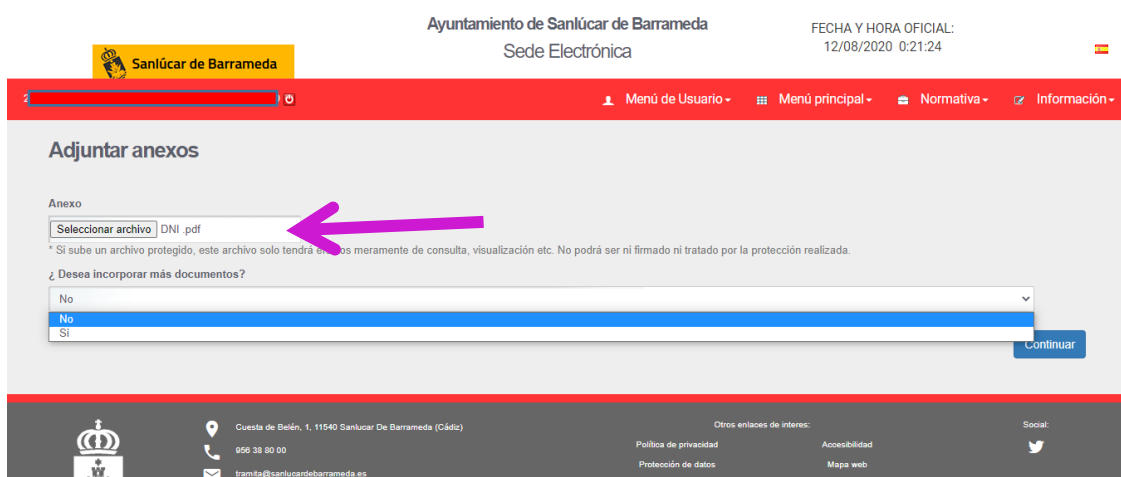 Ayuntamiento de Sanlúcar de Barrameda
Sede Electrónica
FECHA Y HORA OFICIAL:
12/08/2020 0:21:24
Sanlúcar de Barrameda
Menú de Usuario
Menú principal
Normativa
Información
Adjuntar anexos
Anexo
Seleccionar archivo DNI .pdf
* Si sube un archivo protegido, este archivo solo tendrá meramente de consulta, visualización etc. No podrá ser ni firmado ni tratado por la protección realizada.
¿ Desea incorporar más documentos?
No
No
Si
Continuar
Cuesta de Belén, 1, 11540 Sanlucar De Barrameda (Cádiz)
956 38 80 00
tramita@sanlucardebarrameda.es
Otros enlaces de interes:
Política de privacidad
Accesibilidad
Protección de datos
Mapa web
Social: